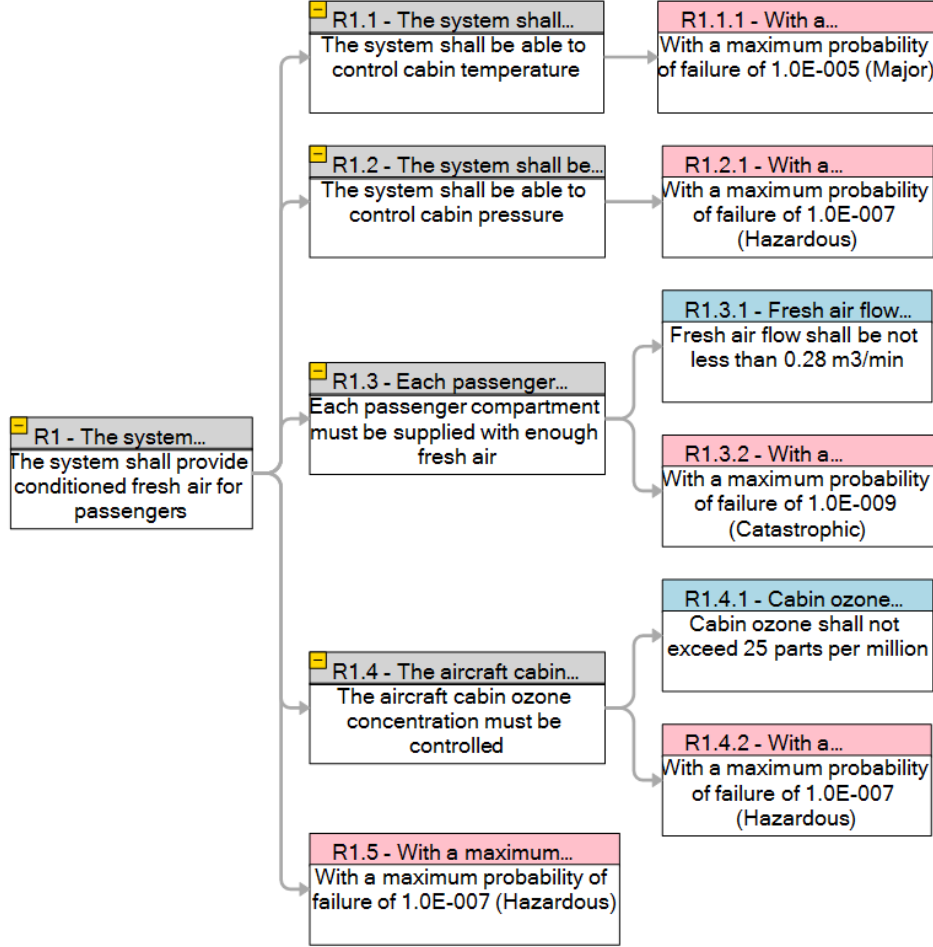 R1.1 - The system shall...
The system shall be able to
control cabin temperature
R1.1.1 - With a...
With a maximum probability
of failure of 1.0E-005 (Major)
R1.2 - The system shall be...
The system shall be able to
control cabin pressure
R1.2.1 - With a...
With a maximum probability
of failure of 1.0E-007
(Hazardous)
R1.3.1 - Fresh air flow...
Fresh air flow shall be not
less than 0.28 m3/min
R1.3 - Each passenger...
Each passenger compartment
must be supplied with enough
fresh air
R1 - The system...
The system shall provide
conditioned fresh air for
passengers
R1.3.2 - With a...
With a maximum probability
of failure of 1.0E-009
(Catastrophic)
R1.4.1 - Cabin ozone...
Cabin ozone shall not
exceed 25 parts per million
R1.4 - The aircraft cabin...
The aircraft cabin ozone
concentration must be
controlled
R1.4.2 - With a...
With a maximum probability
of failure of 1.0E-007
(Hazardous)
R1.5 - With a maximum...
With a maximum probability of
failure of 1.0E-007 (Hazardous)